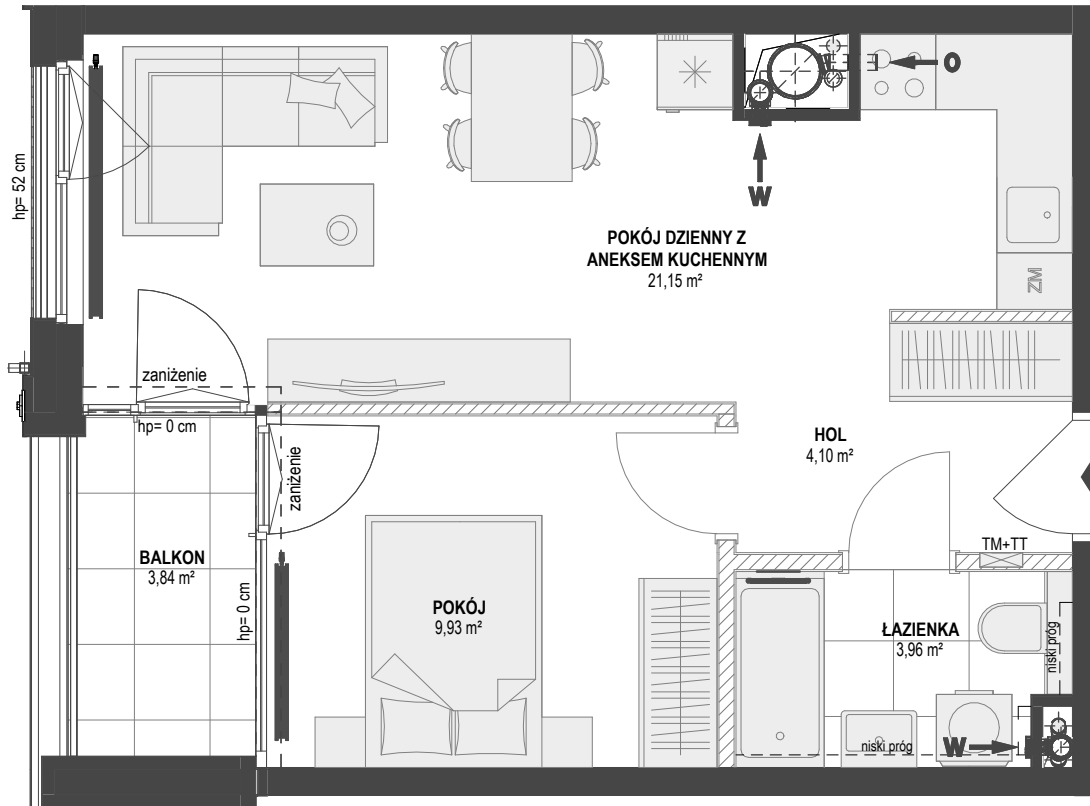 O
W
hp= 52 cm
POKÓJ DZIENNY Z
ANEKSEM KUCHENNYM
21,15 m²
ZM
zaniżenie
hp= 0 cm
zaniżenie
HOL
4,10 m²
TM+TT
BALKON
3,84 m²
hp= 0 cm
POKÓJ
9,93 m²
ŁAZIENKA
3,96 m²
niski próg
niski próg
W